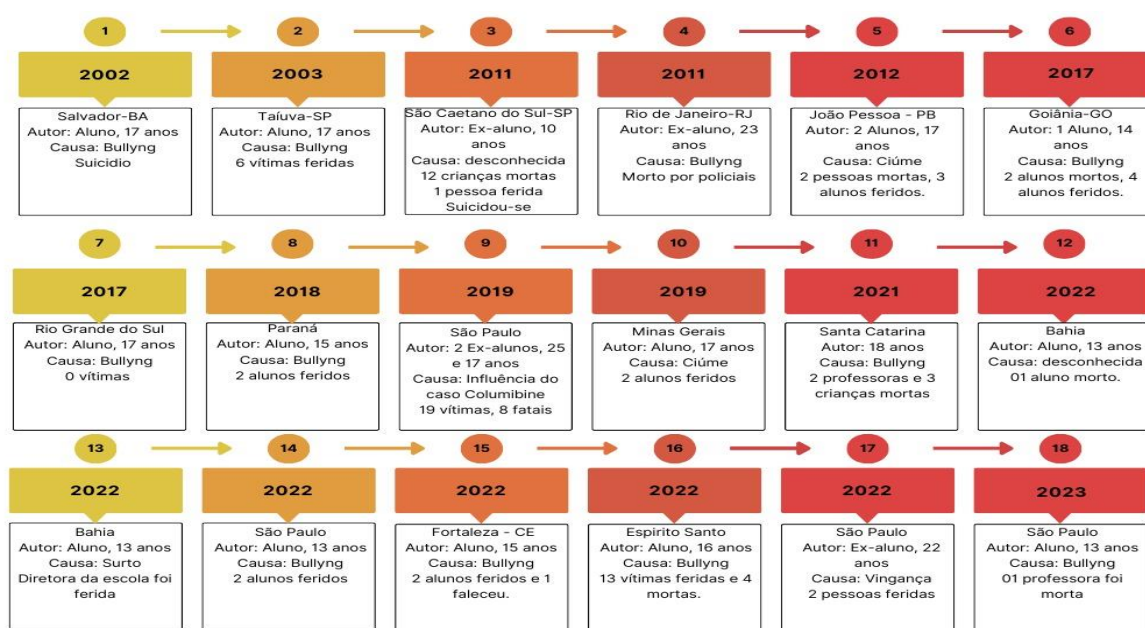 1
2
3
4
5
6
2002
2003
2011
2011
2012
2017
Salvador-BA
Autor: Aluno, 17 anos
Causa: Bullyng
Suicidio
Taíuva-SP
Autor: Aluno, 17 anos
Causa: Bullyng
6 vítimas feridas
São Caetano do Sul-SP
Autor: Ex-aluno, 10
anos
Causa: desconhecida
12 crianças mortas
1 pessoa ferida
Suicidou-se
Rio de Janeiro-RJ
Autor: Ex-aluno, 23
anos
Causa: Bullyng
Morto por policiais
João Pessoa - PB
Autor: 2 Alunos, 17
anos
Causa: Ciúme
2 pessoas mortas, 3
alunos feridos.
Goiânia-GO
Autor: 1 Aluno, 14
anos
Causa: Bullyng
2 alunos mortos, 4
alunos feridos.
7
8
9
10
11
12
2017
2018
2019
2019
2021
2022
Rio Grande do Sul
Autor: Aluno, 17 anos
Causa: Bullyng
0 vítimas
Paraná
Autor: Aluno, 15 anos
Causa: Bullyng
2 alunos feridos
São Paulo
Autor: 2 Ex-alunos, 25
e 17 anos
Causa: Influência do
caso Columbine
19 vítimas, 8 fatais
Minas Gerais
Autor: Aluno, 17 anos
Causa: Ciúme
2 alunos feridos
Santa Catarina
Autor: 18 anos
Causa: Bullyng
2 professoras e 3
crianças mortas
Bahia
Autor: Aluno, 13 anos
Causa: desconhecida
01 aluno morto.
13
14
15
16
17
18
2022
2022
2022
2022
2022
2023
Bahia
Autor: Aluno, 13 anos
Causa: Surto
Diretora da escola foi
ferida
São Paulo
Autor: Aluno, 13 anos
Causa: Bullyng
2 alunos feridos
Fortaleza - CE
Autor: Aluno, 15 anos
Causa: Bullyng
2 alunos feridos e 1
faleceu.
Espirito Santo
Autor: Aluno, 16 anos
Causa: Bullyng
13 vítimas feridas e 4
mortas.
São Paulo
Autor: Ex-aluno, 22
anos
Causa: Vingança
2 pessoas feridas
São Paulo
Autor: Aluno, 13 anos
Causa: Bullyng
01 professora foi
morta